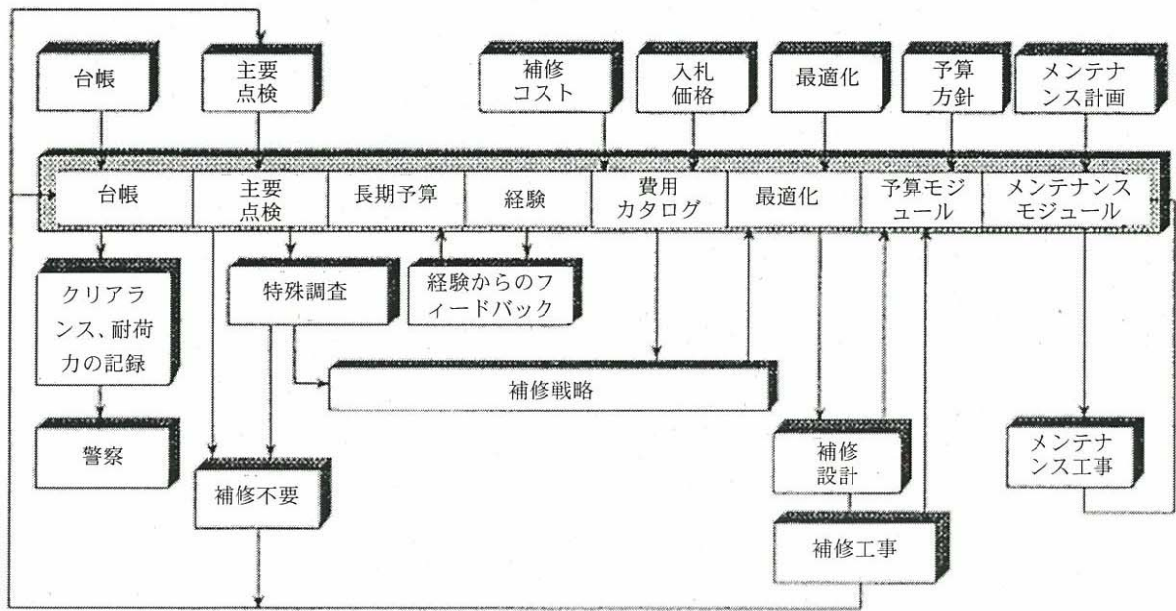 台帳
主要
点検
補修
コスト
入札
価格
最適化
予算
方針
メンテナ
ンス計画
台帳
主要
点検
長期予算
経験
費用
カタログ
最適化
予算モジ
ュール
メンテナンス
モジュール
クリアラ
ンス、耐荷
力の記録
特殊調査
経験からのフ
ィードバック
補修戦略
警察
補修不要
補修
設計
メンテナ
ンス工事
補修工事